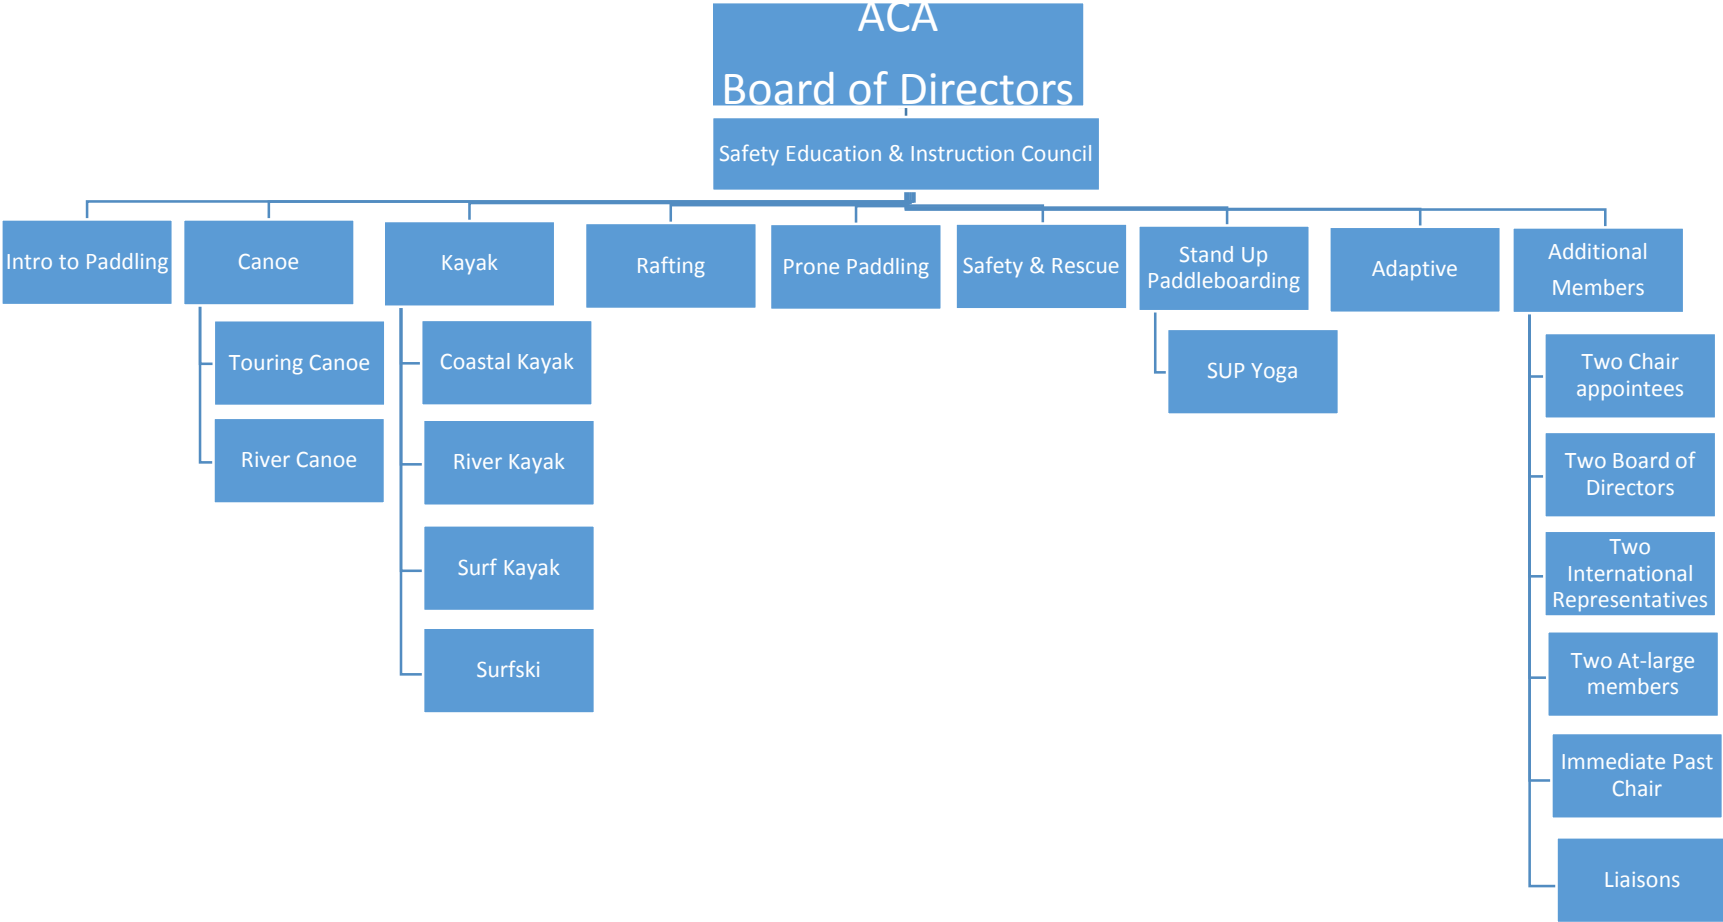 ACA
Board of Directors
Safety Education & Instruction Council
Intro to Paddling
Canoe
Kayak
Rafting
Prone Paddling
Safety & Rescue
Stand Up
Paddleboarding
Adaptive
Additional
Members
Touring Canoe
River Canoe
Coastal Kayak
River Kayak
Surf Kayak
Surfski
SUP Yoga
Two Chair
appointees
Two Board of
Directors
Two
International
Representatives
Two At-large
members
Immediate Past
Chair
Liaisons